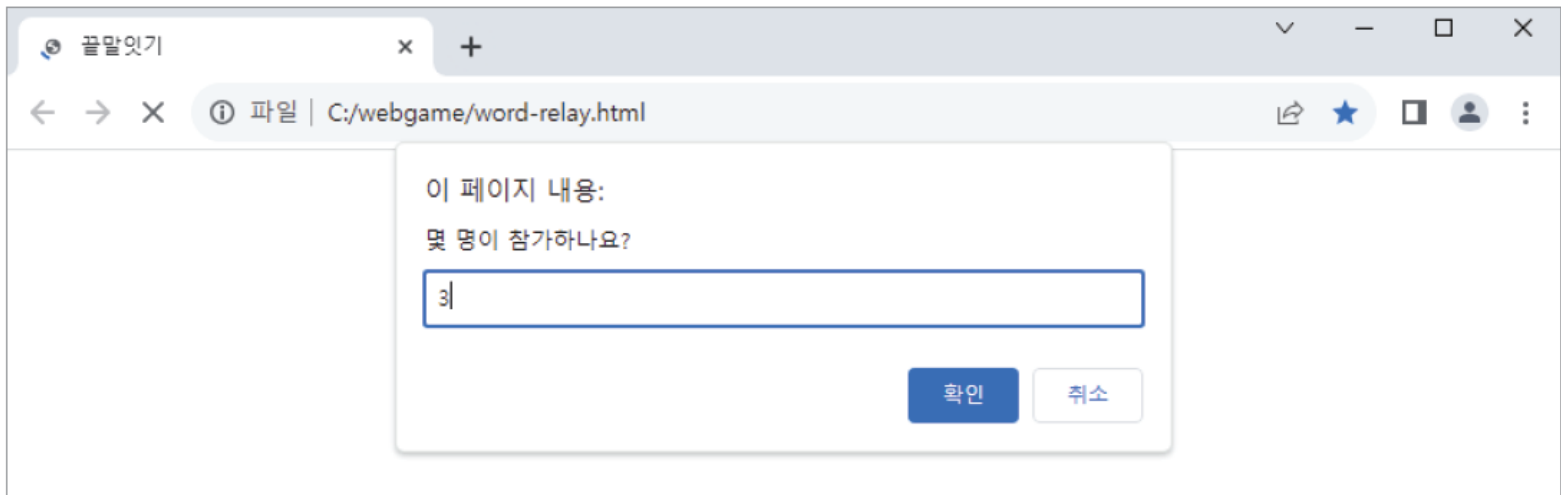 끝말잇기
파일 | C:/webgame/word-relay.html
이 페이지 내용:
몇 명이 참가하나요?
3
확인 취소